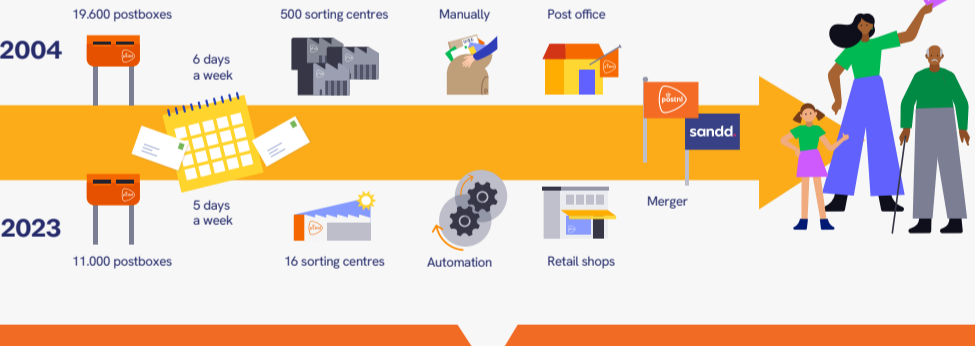 19.600 postboxes
500 sorting centres
Manually
Post office
2004
6 days
a week
postnl
sandd.
Merger
2023
5 days
a week
11.000 postboxes
16 sorting centres
Automation
Retail shops